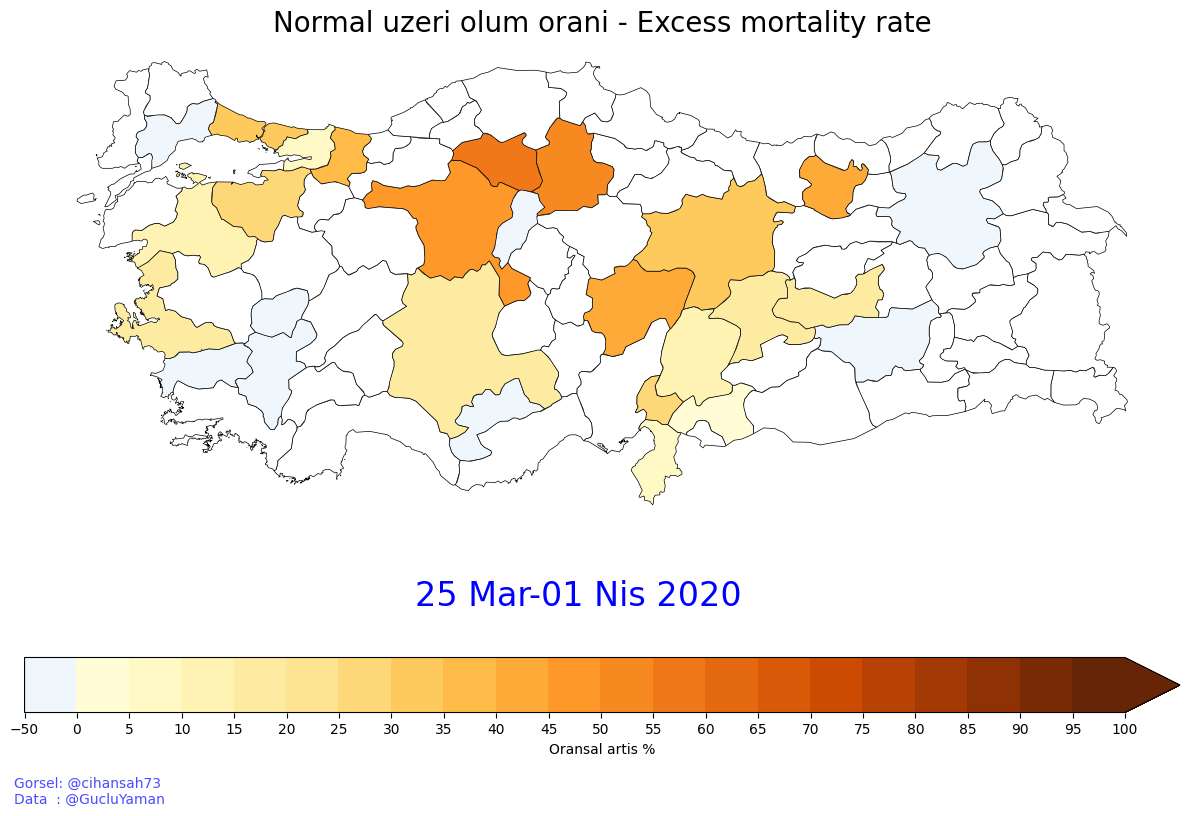 Normal uzeri olum orani - Excess mortality rate
25 Mar-01 Nis 2020
−50 0 5 10 15 20 25 30 35 40 45 50 55 60 65 70 75 80 85 90 95 100
Oransal artis %
Gorsel: @cihansah73
Data : @GucluYaman